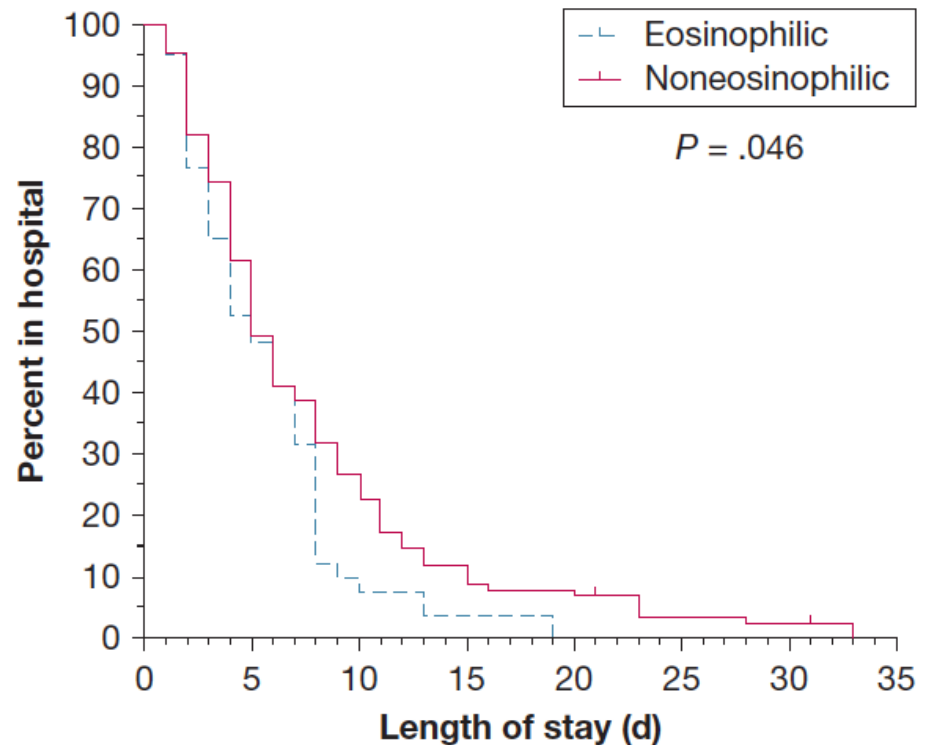 Eosinophilic
Noneosinophilic
P = .046
100
90
80
70
60
50
40
30
20
10
0
Percent in hospital
0 5 10 15 20 25 30 35
Length of stay (d)